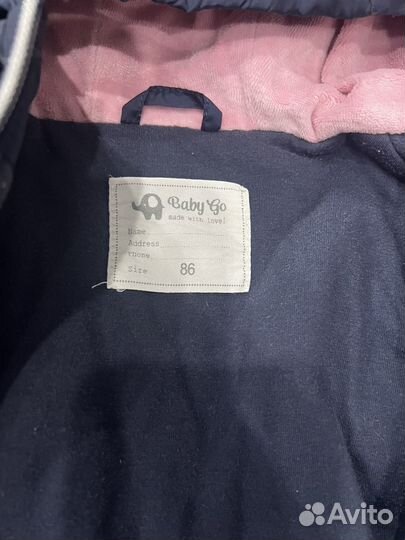 Baby Go
made with love!
Name
Address
Phone
Size 86
Avito